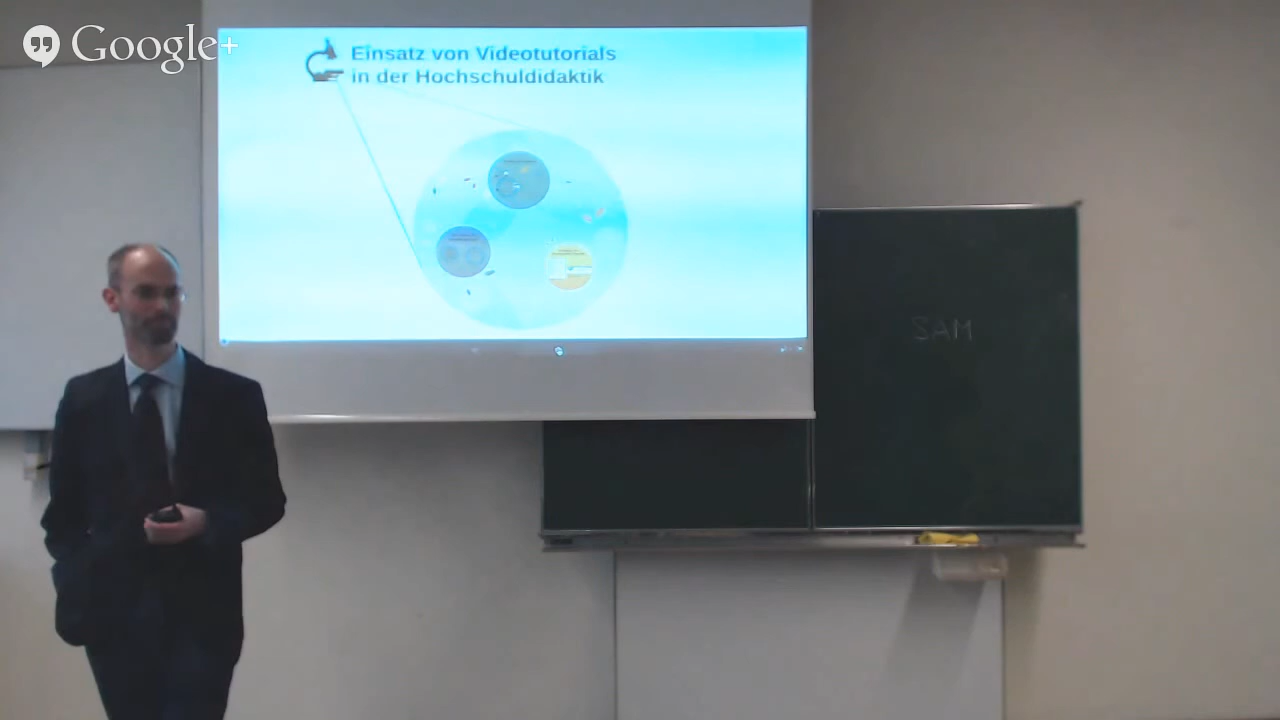 Google+
Einsatz von Videotutorials
in der Hochschuldidaktik
SAM